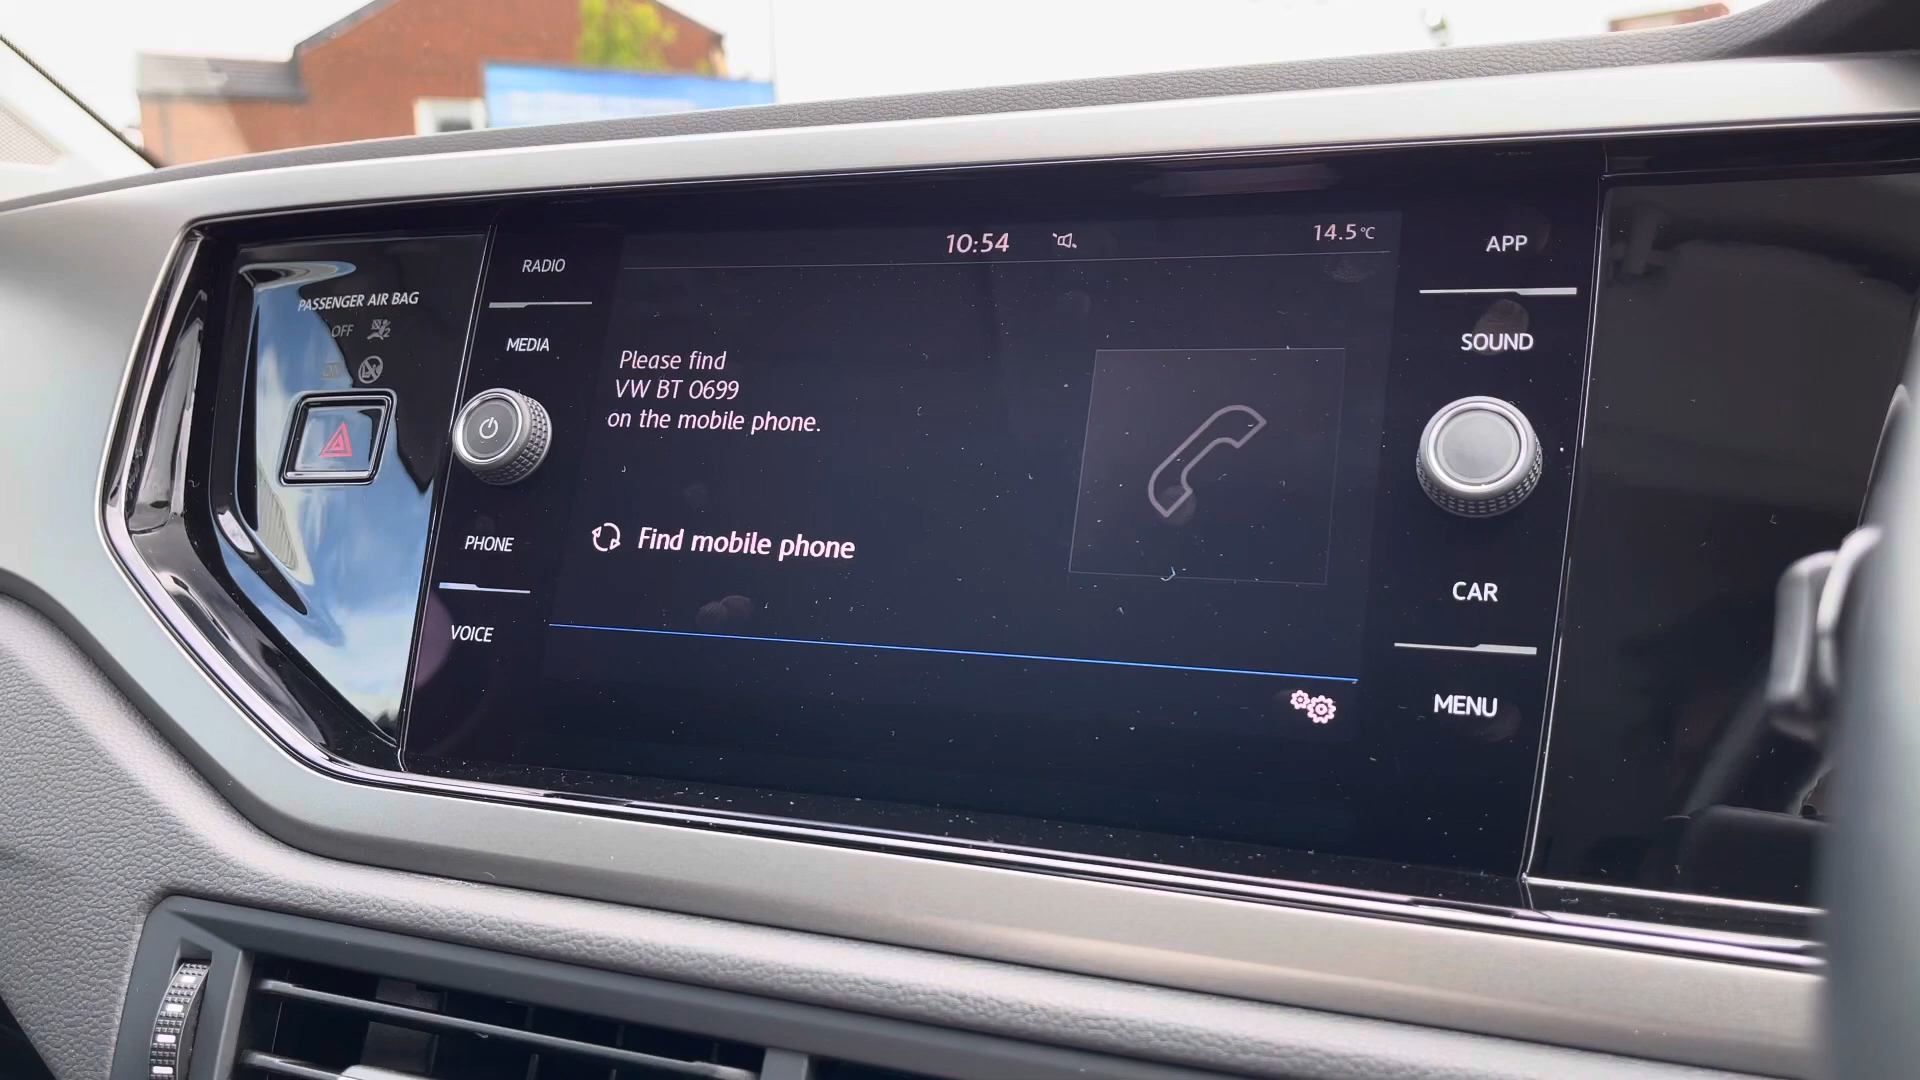 10:54
14.5°C
APP
RADIO
PASSENGER AIR BAG
OFF
ON
MEDIA
SOUND
Please find
VW BT 0699
on the mobile phone.
PHONE
Find mobile phone
CAR
VOICE
MENU